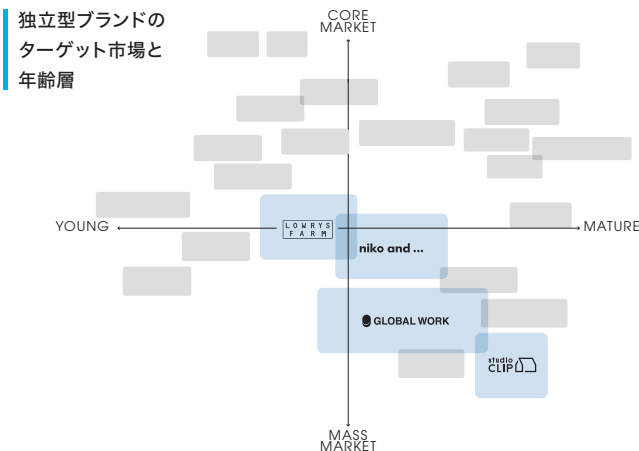 独立型ブランドの
ターゲット市場と
年齢層
CORE
MARKET
YOUNG
MATURE
LOWRYS
FARM
niko and ...
GLOBAL WORK
studio
CLIP
MASS
MARKET